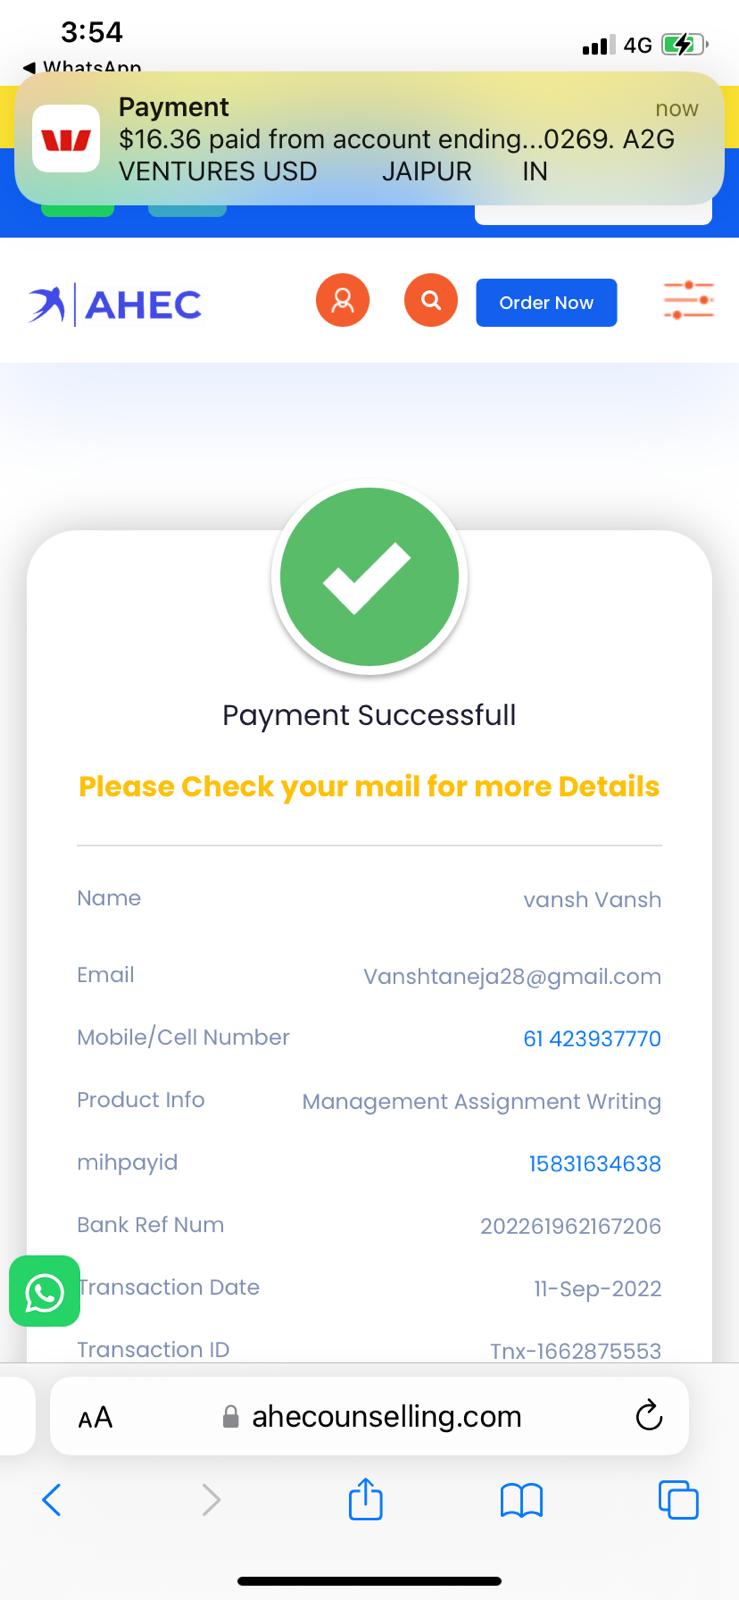 3:54
4G
WhatsApp
Payment now
$16.36 paid from account ending...0269. A2G
VENTURES USD JAIPUR IN
AHEC
Order Now
Payment Successfull
Please Check your mail for more Details
Name vansh Vansh
Email Vanshtaneja28@gmail.com
Mobile/Cell Number 61 423937770
Product Info Management Assignment Writing
mihpayid 15831634638
Bank Ref Num 202261962167206
Transaction Date 11-Sep-2022
Transaction ID Tnx-1662875553
AA ahecounselling.com